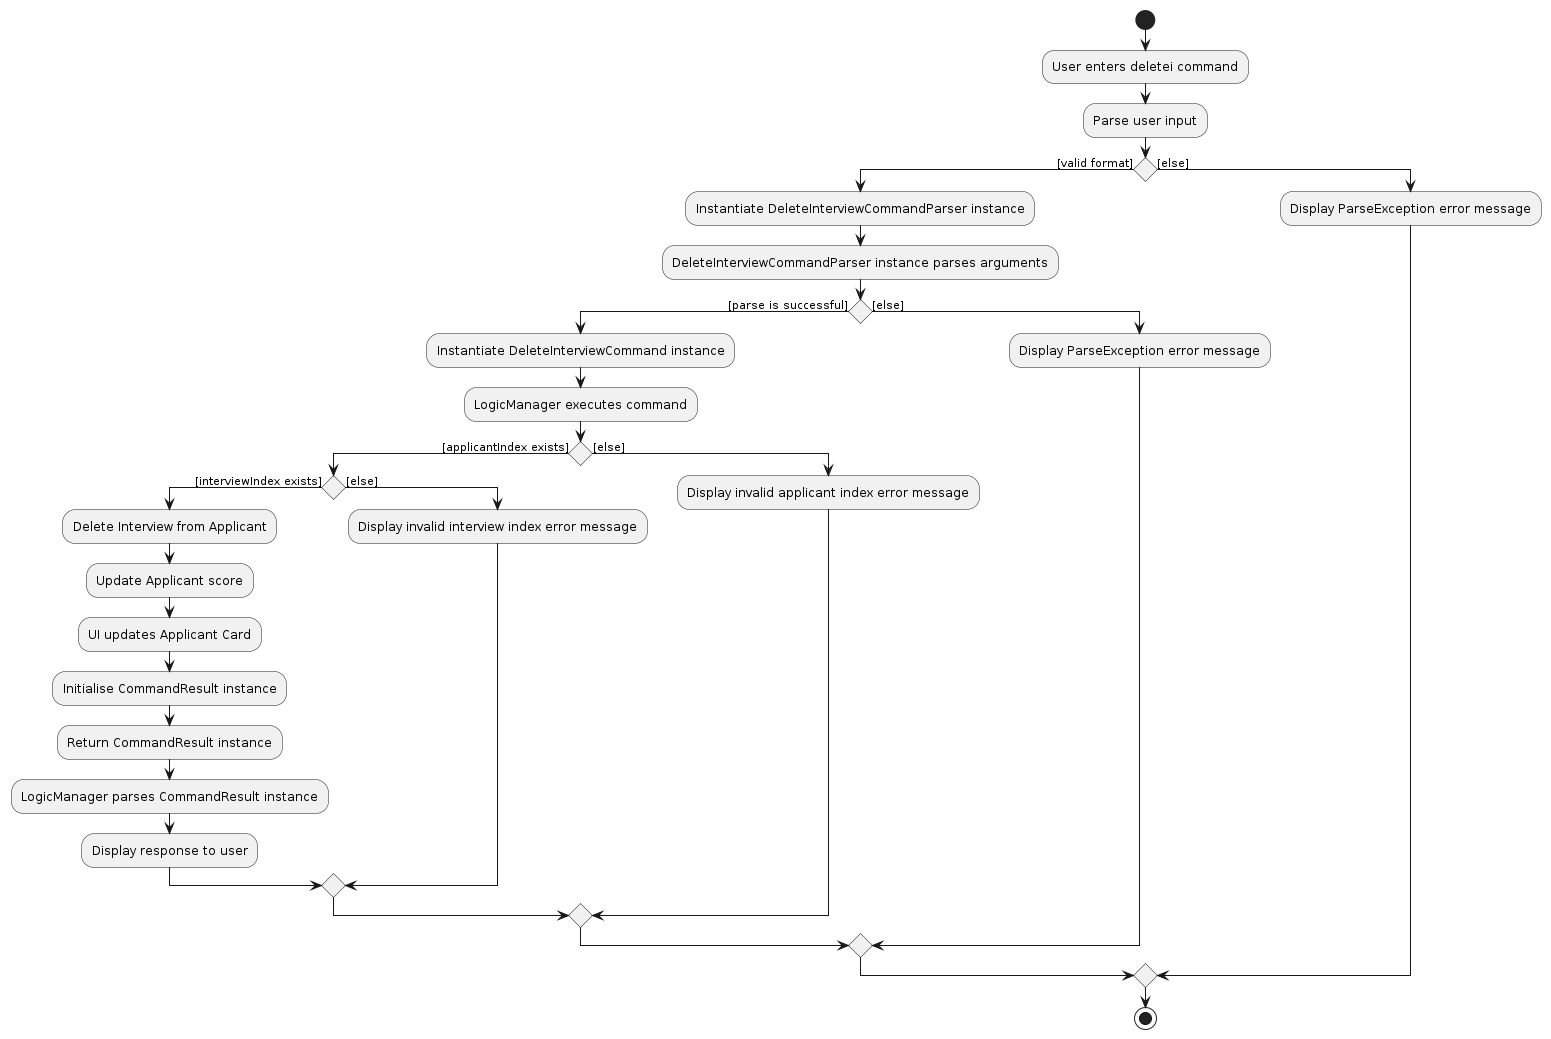 User enters deletei command
Parse user input
[valid format]
[else]
Instantiate DeleteInterviewCommandParser instance
Display ParseException error message
DeleteInterviewCommandParser instance parses arguments
[parse is successful]
[else]
Instantiate DeleteInterviewCommand instance
Display ParseException error message
LogicManager executes command
[applicantIndex exists]
[else]
[interviewIndex exists]
[else]
Display invalid applicant index error message
Delete Interview from Applicant
Display invalid interview index error message
Update Applicant score
UI updates Applicant Card
Initialise CommandResult instance
Return CommandResult instance
LogicManager parses CommandResult instance
Display response to user